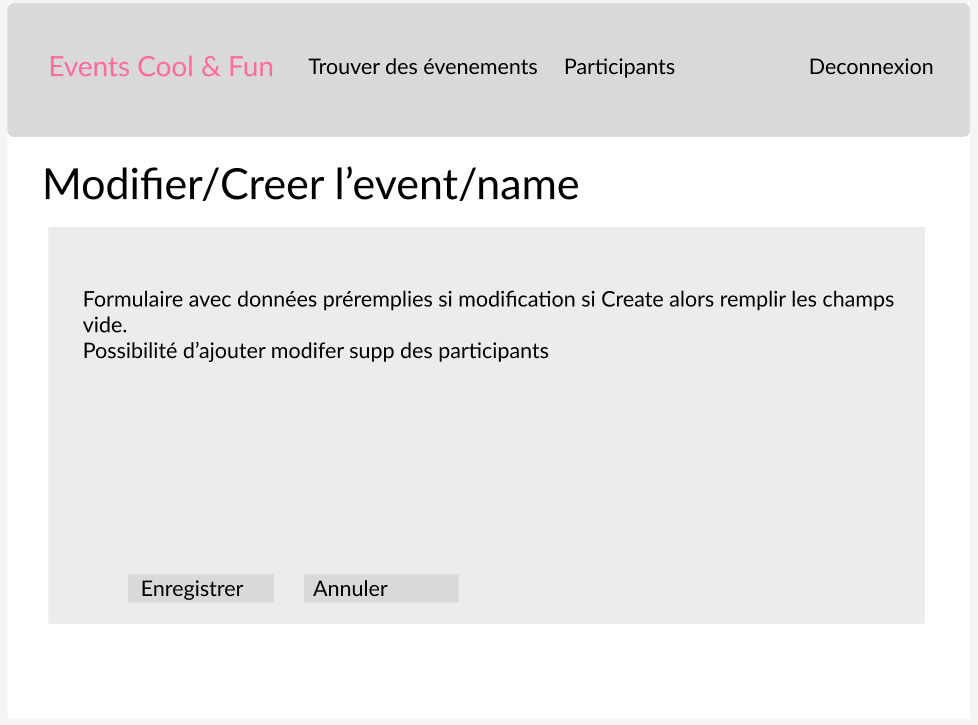 Events Cool & Fun Trouver des évenements Participants Deconnexion
Modifier/Creer l’event/name
Formulaire avec données préremplies si modification si Create alors remplir les champs
vide.
Possibilité d’ajouter modifer supp des participants
Enregistrer Annuler